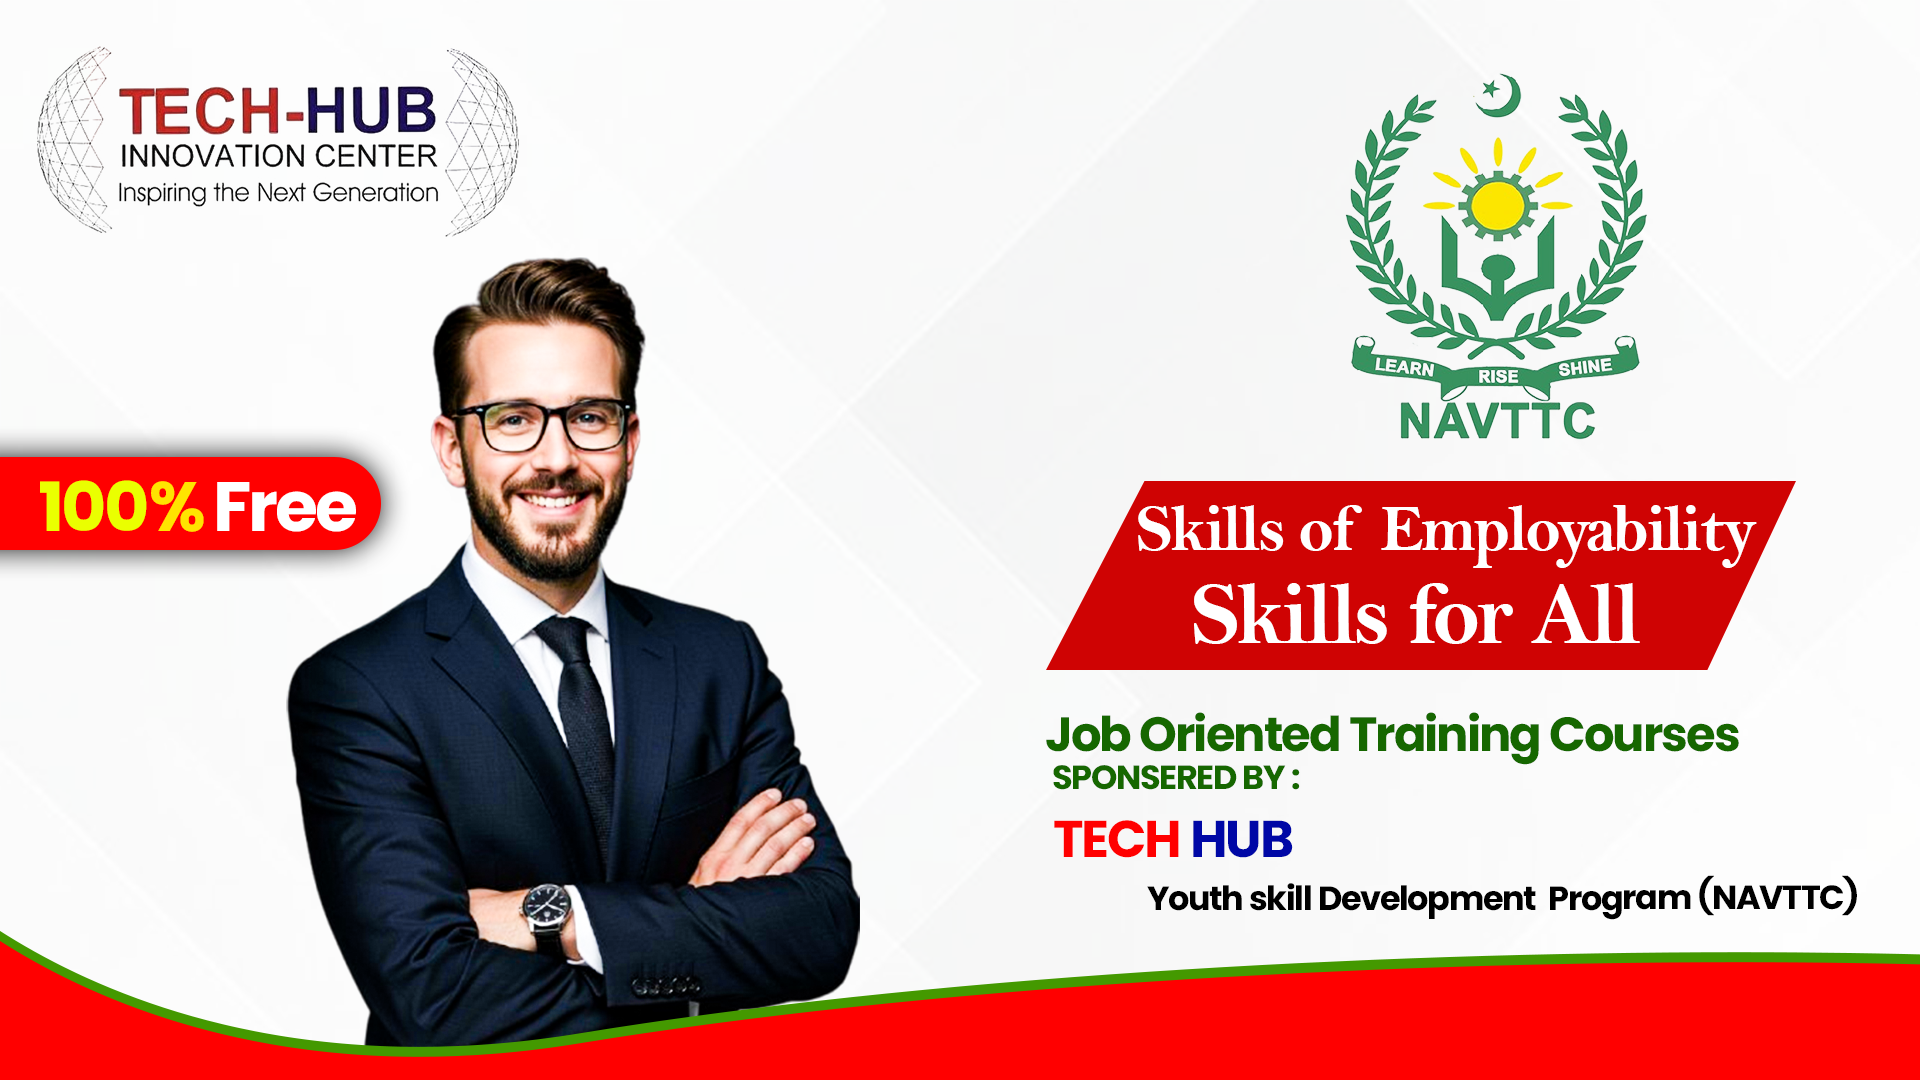 TECH-HUB
INNOVATION CENTER
Inspiring the Next Generation
LEARN RISE SHINE
NAVTTC
100% Free
Skills of Employability
Skills for All
Job Oriented Training Courses
SPONSERED BY :
TECH HUB
Youth skill Development Program (NAVTTC)